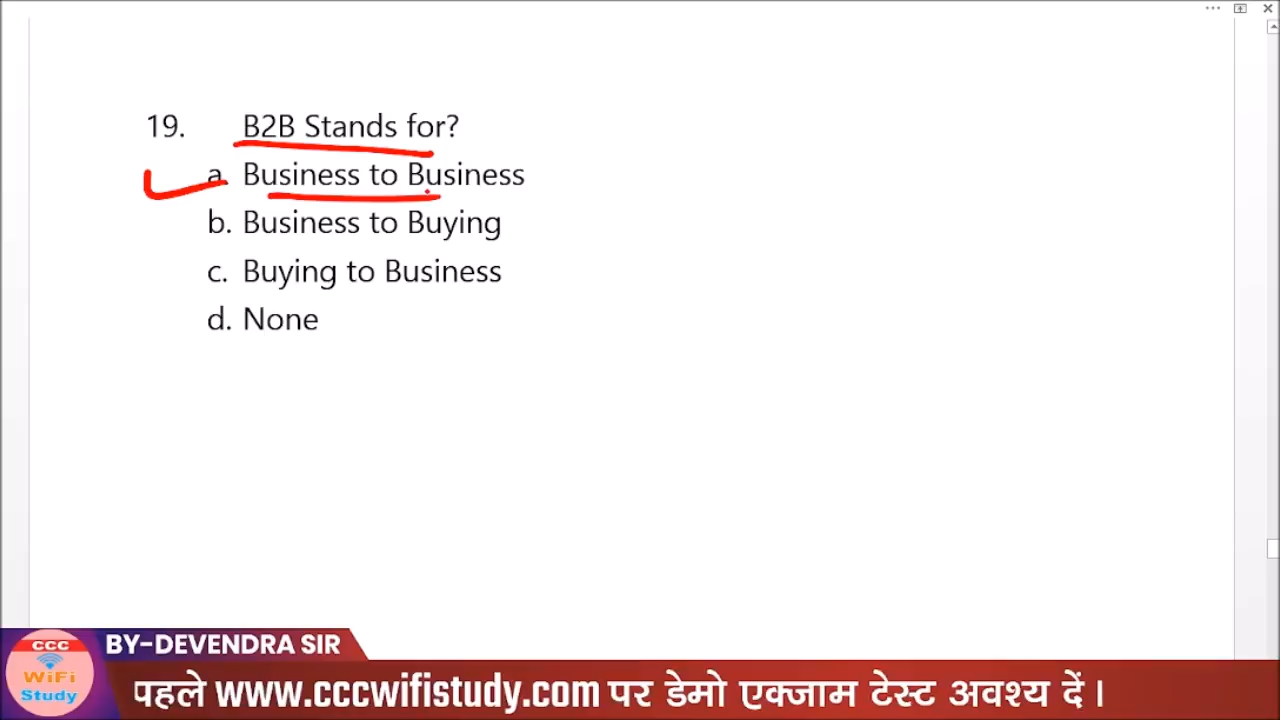 19. B2B Stands for?
a. Business to Business
b. Business to Buying
c. Buying to Business
d. None
BY-DEVENDRA SIR
CCC
WiFi
Study
पहले www.cccwifistudy.com पर डेमो एक्जाम टेस्ट अवश्य दें ।